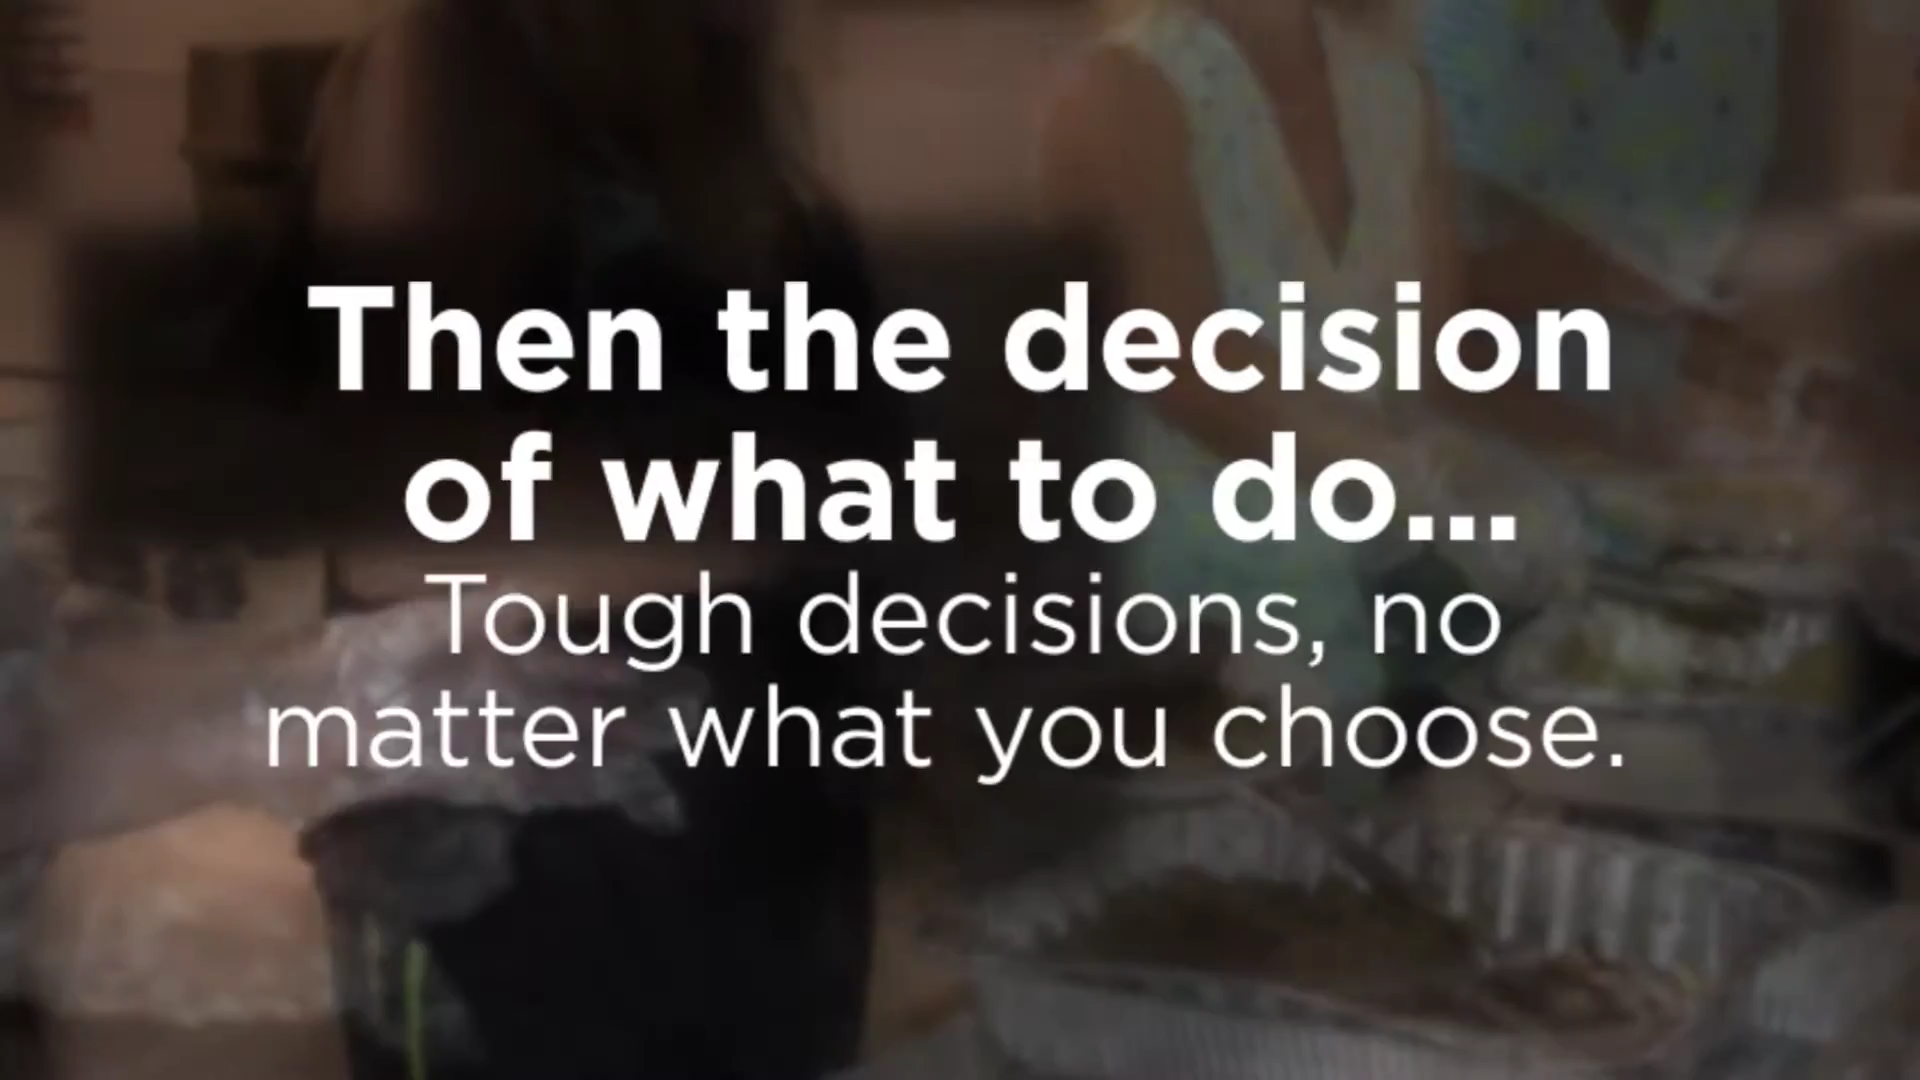 Then the decision
of what to do...
Tough decisions, no
matter what you choose.